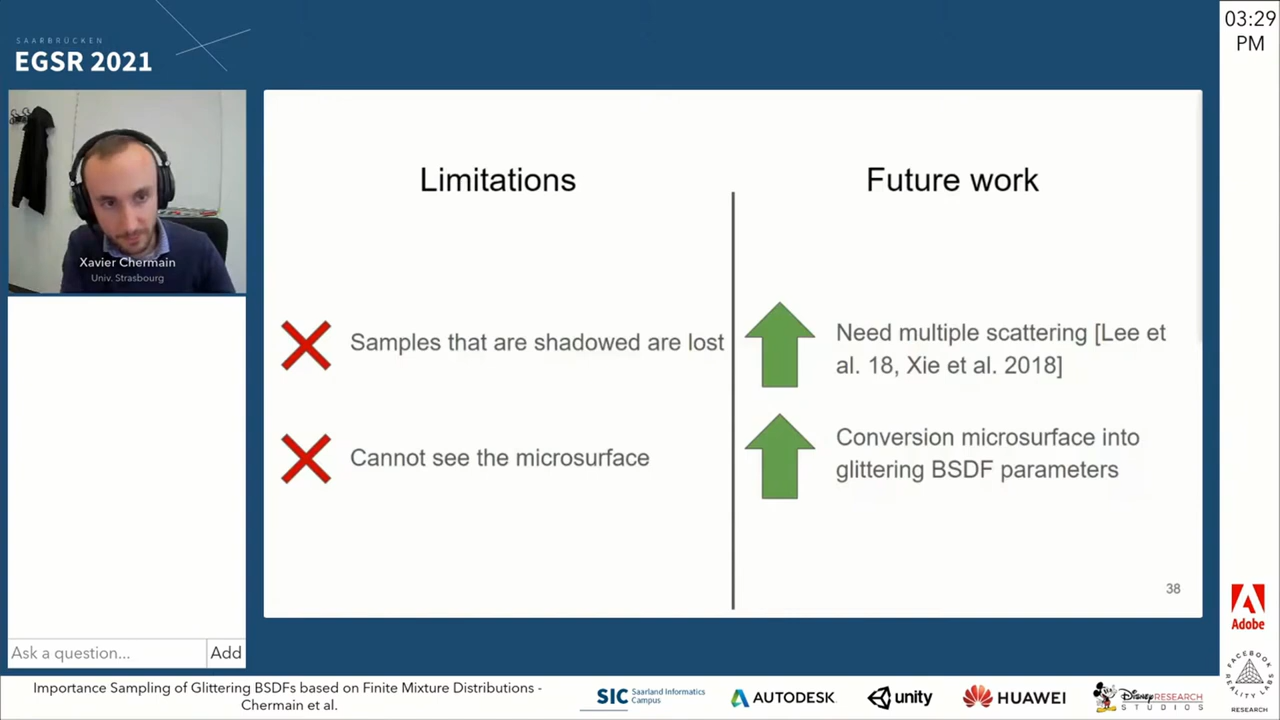 SAARBRÜCKEN
EGSR 2021
03:29
PM
Xavier Chermain
Univ. Strasbourg
Limitations
Future work
Samples that are shadowed are lost
Need multiple scattering [Lee et
al. 18, Xie et al. 2018]
Cannot see the microsurface
Conversion microsurface into
glittering BSDF parameters
38
Ask a question...
Add
Importance Sampling of Glittering BSDFs based on Finite Mixture Distributions -
Chermain et al.
SIC Saarland Informatics
Campus
AUTODESK
unity
HUAWEI
Disney RESEARCH
STUDIOS
Adobe
FACEBOOK
REALITY LABS
RESEARCH